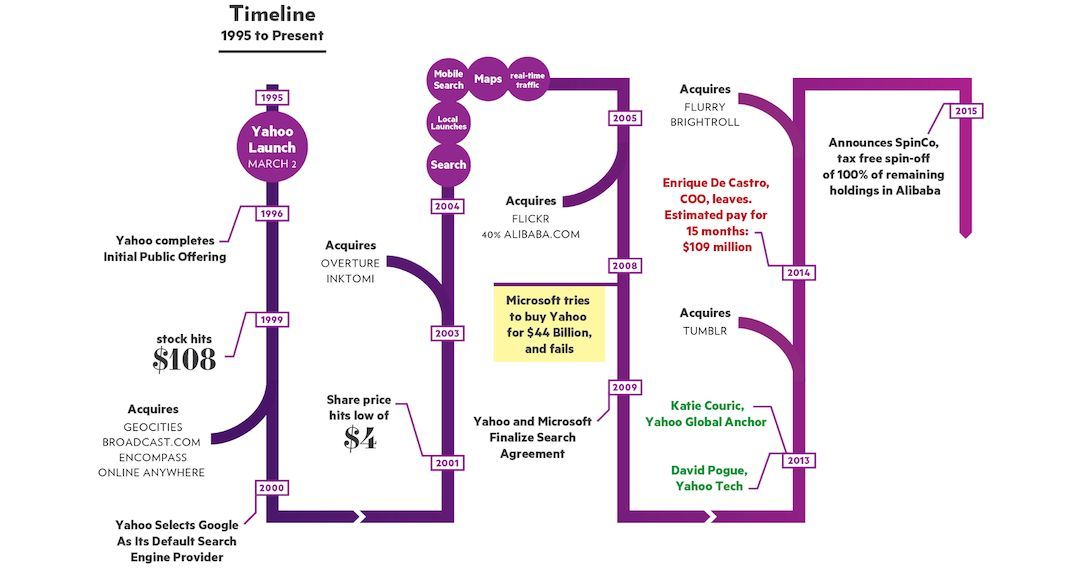 Timeline
1995 to Present
1995
Yahoo
Launch
MARCH 2
1996
Yahoo completes
Initial Public Offering
1999
stock hits
$108
Acquires
GEOCITIES
BROADCAST.COM
ENCOMPASS
ONLINE ANYWHERE
2000
Yahoo Selects Google
As Its Default Search
Engine Provider
2001
Share price
hits low of
$4
2003
Acquires
OVERTURE
INKTOMI
2004
Search
Local
Launches
Mobile
Search
Maps
real-time
traffic
2005
Acquires
FLICKR
40% ALIBABA.COM
2008
Microsoft tries
to buy Yahoo
for $44 Billion,
and fails
2009
Yahoo and Microsoft
Finalize Search
Agreement
2013
David Pogue,
Yahoo Tech
Katie Couric,
Yahoo Global Anchor
Acquires
TUMBLR
2014
Enrique De Castro,
COO, leaves.
Estimated pay for
15 months:
$109 million
Acquires
FLURRY
BRIGHTROLL
2015
Announces SpinCo,
tax free spin-off
of 100% of remaining
holdings in Alibaba